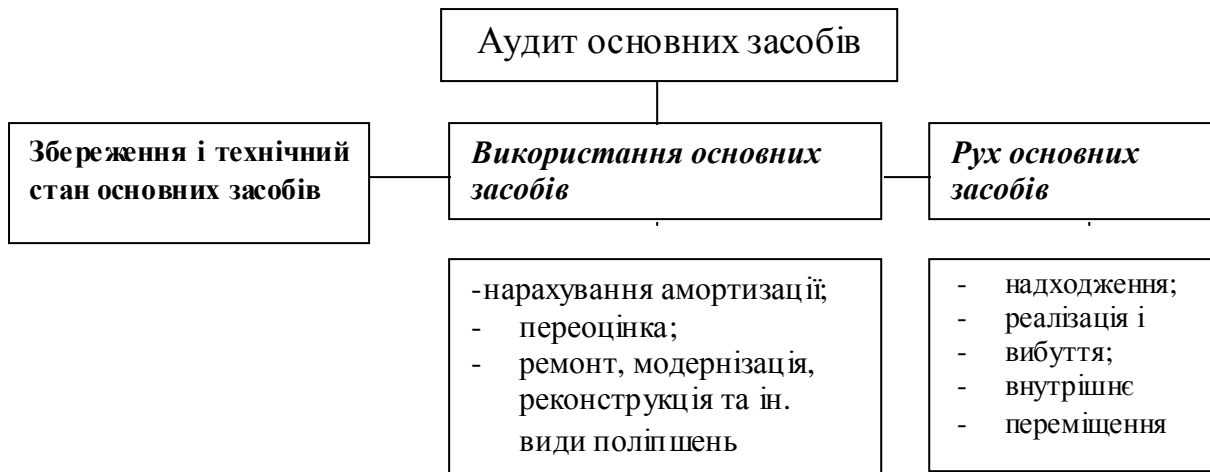 Аудит основних засобів
Збереження і технічний
стан основних засобів
Використання основних
засобів
Рух основних
засобів
-нарахування амортизації;
- переоцінка;
- ремонт, модернізація,
реконструкція та ін.
види поліпшень
- надходження;
- реалізація і
- вибуття;
- внутрішнє
- переміщення